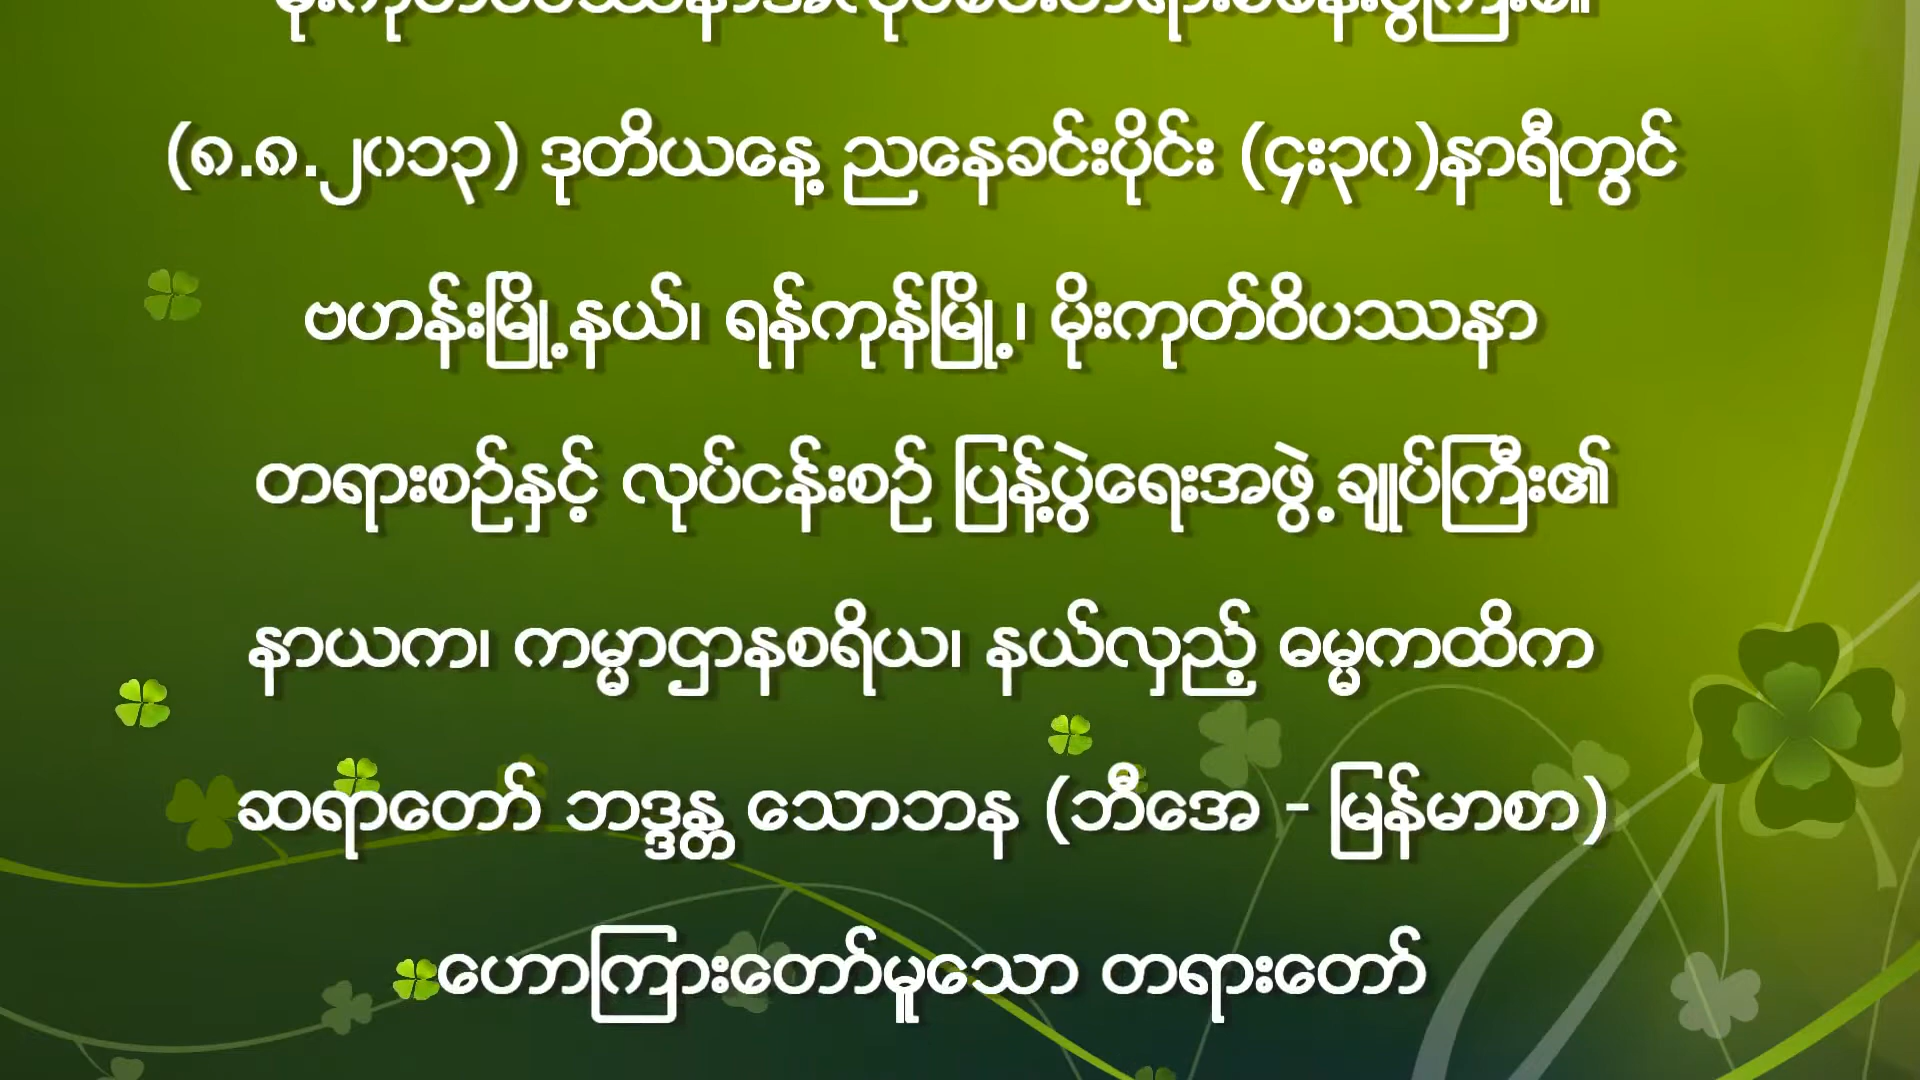 (၈.၈.၂၀၁၃) ဒုတိယနေ့ ညနေခင်းပိုင်း (၄း၃၀)နာရီတွင်
ဗဟန်းမြို့နယ်၊ ရန်ကုန်မြို့၊ မိုးကုတ်ဝိပဿနာ
တရားစဉ်နှင့် လုပ်ငန်းစဉ် ပြန့်ပွဲရေးအဖွဲ့ချုပ်ကြီး၏
နာယက၊ ကမ္မာဌာနစရိယ၊ နယ်လှည့် ဓမ္မကထိက
ဆရာတော် ဘဒ္ဒန္တ သောဘန (ဘီအေ - မြန်မာစာ)
ဟောကြားတော်မူသော တရားတော်